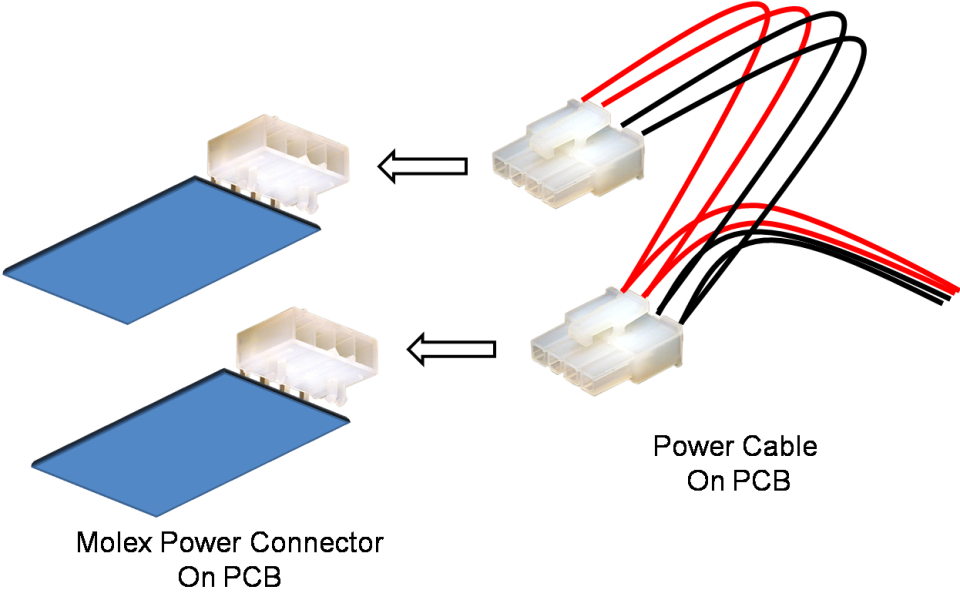 Power Cable
On PCB
Molex Power Connector
On PCB